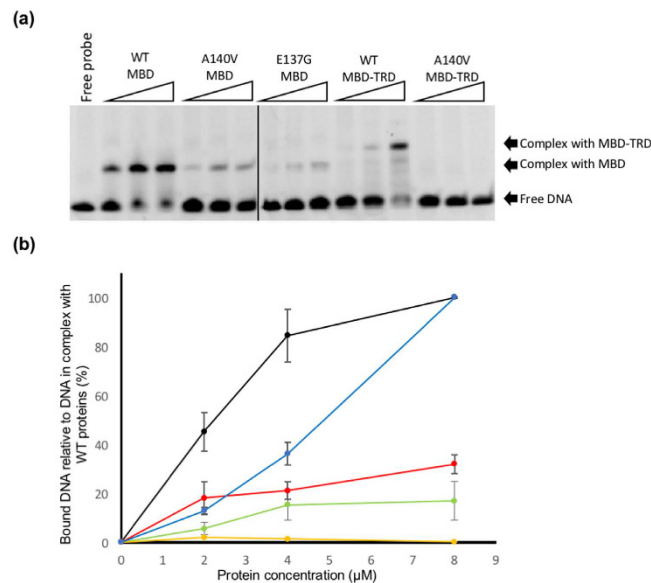 (a)
Free probe
WT
MBD
A140V
MBD
E137G
MBD
WT
MBD-TRD
A140V
MBD-TRD
Complex with MBD-TRD
Complex with MBD
Free DNA
(b)
Bound DNA relative to DNA in complex with
WT proteins (%)
100
80
60
40
20
0
0 1 2 3 4 5 6 7 8 9
Protein concentration (µM)